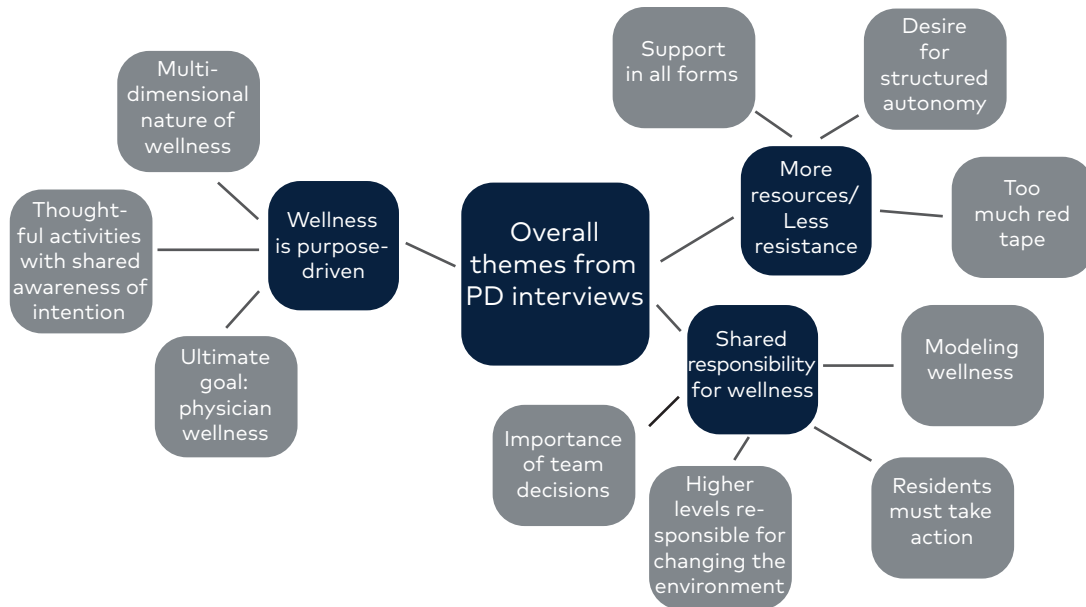 Multi-
dimensional
nature of
wellness
Thought-
ful activities
with shared
awareness of
intention
Ultimate
goal:
physician
wellness
Wellness
is purpose-
driven
Overall
themes from
PD interviews
Support
in all forms
Desire
for
structured
autonomy
More
resources/
Less
resistance
Too
much red
tape
Shared
responsibility
for wellness
Modeling
wellness
Importance
of team
decisions
Higher
levels re-
sponsible for
changing the
environment
Residents
must take
action